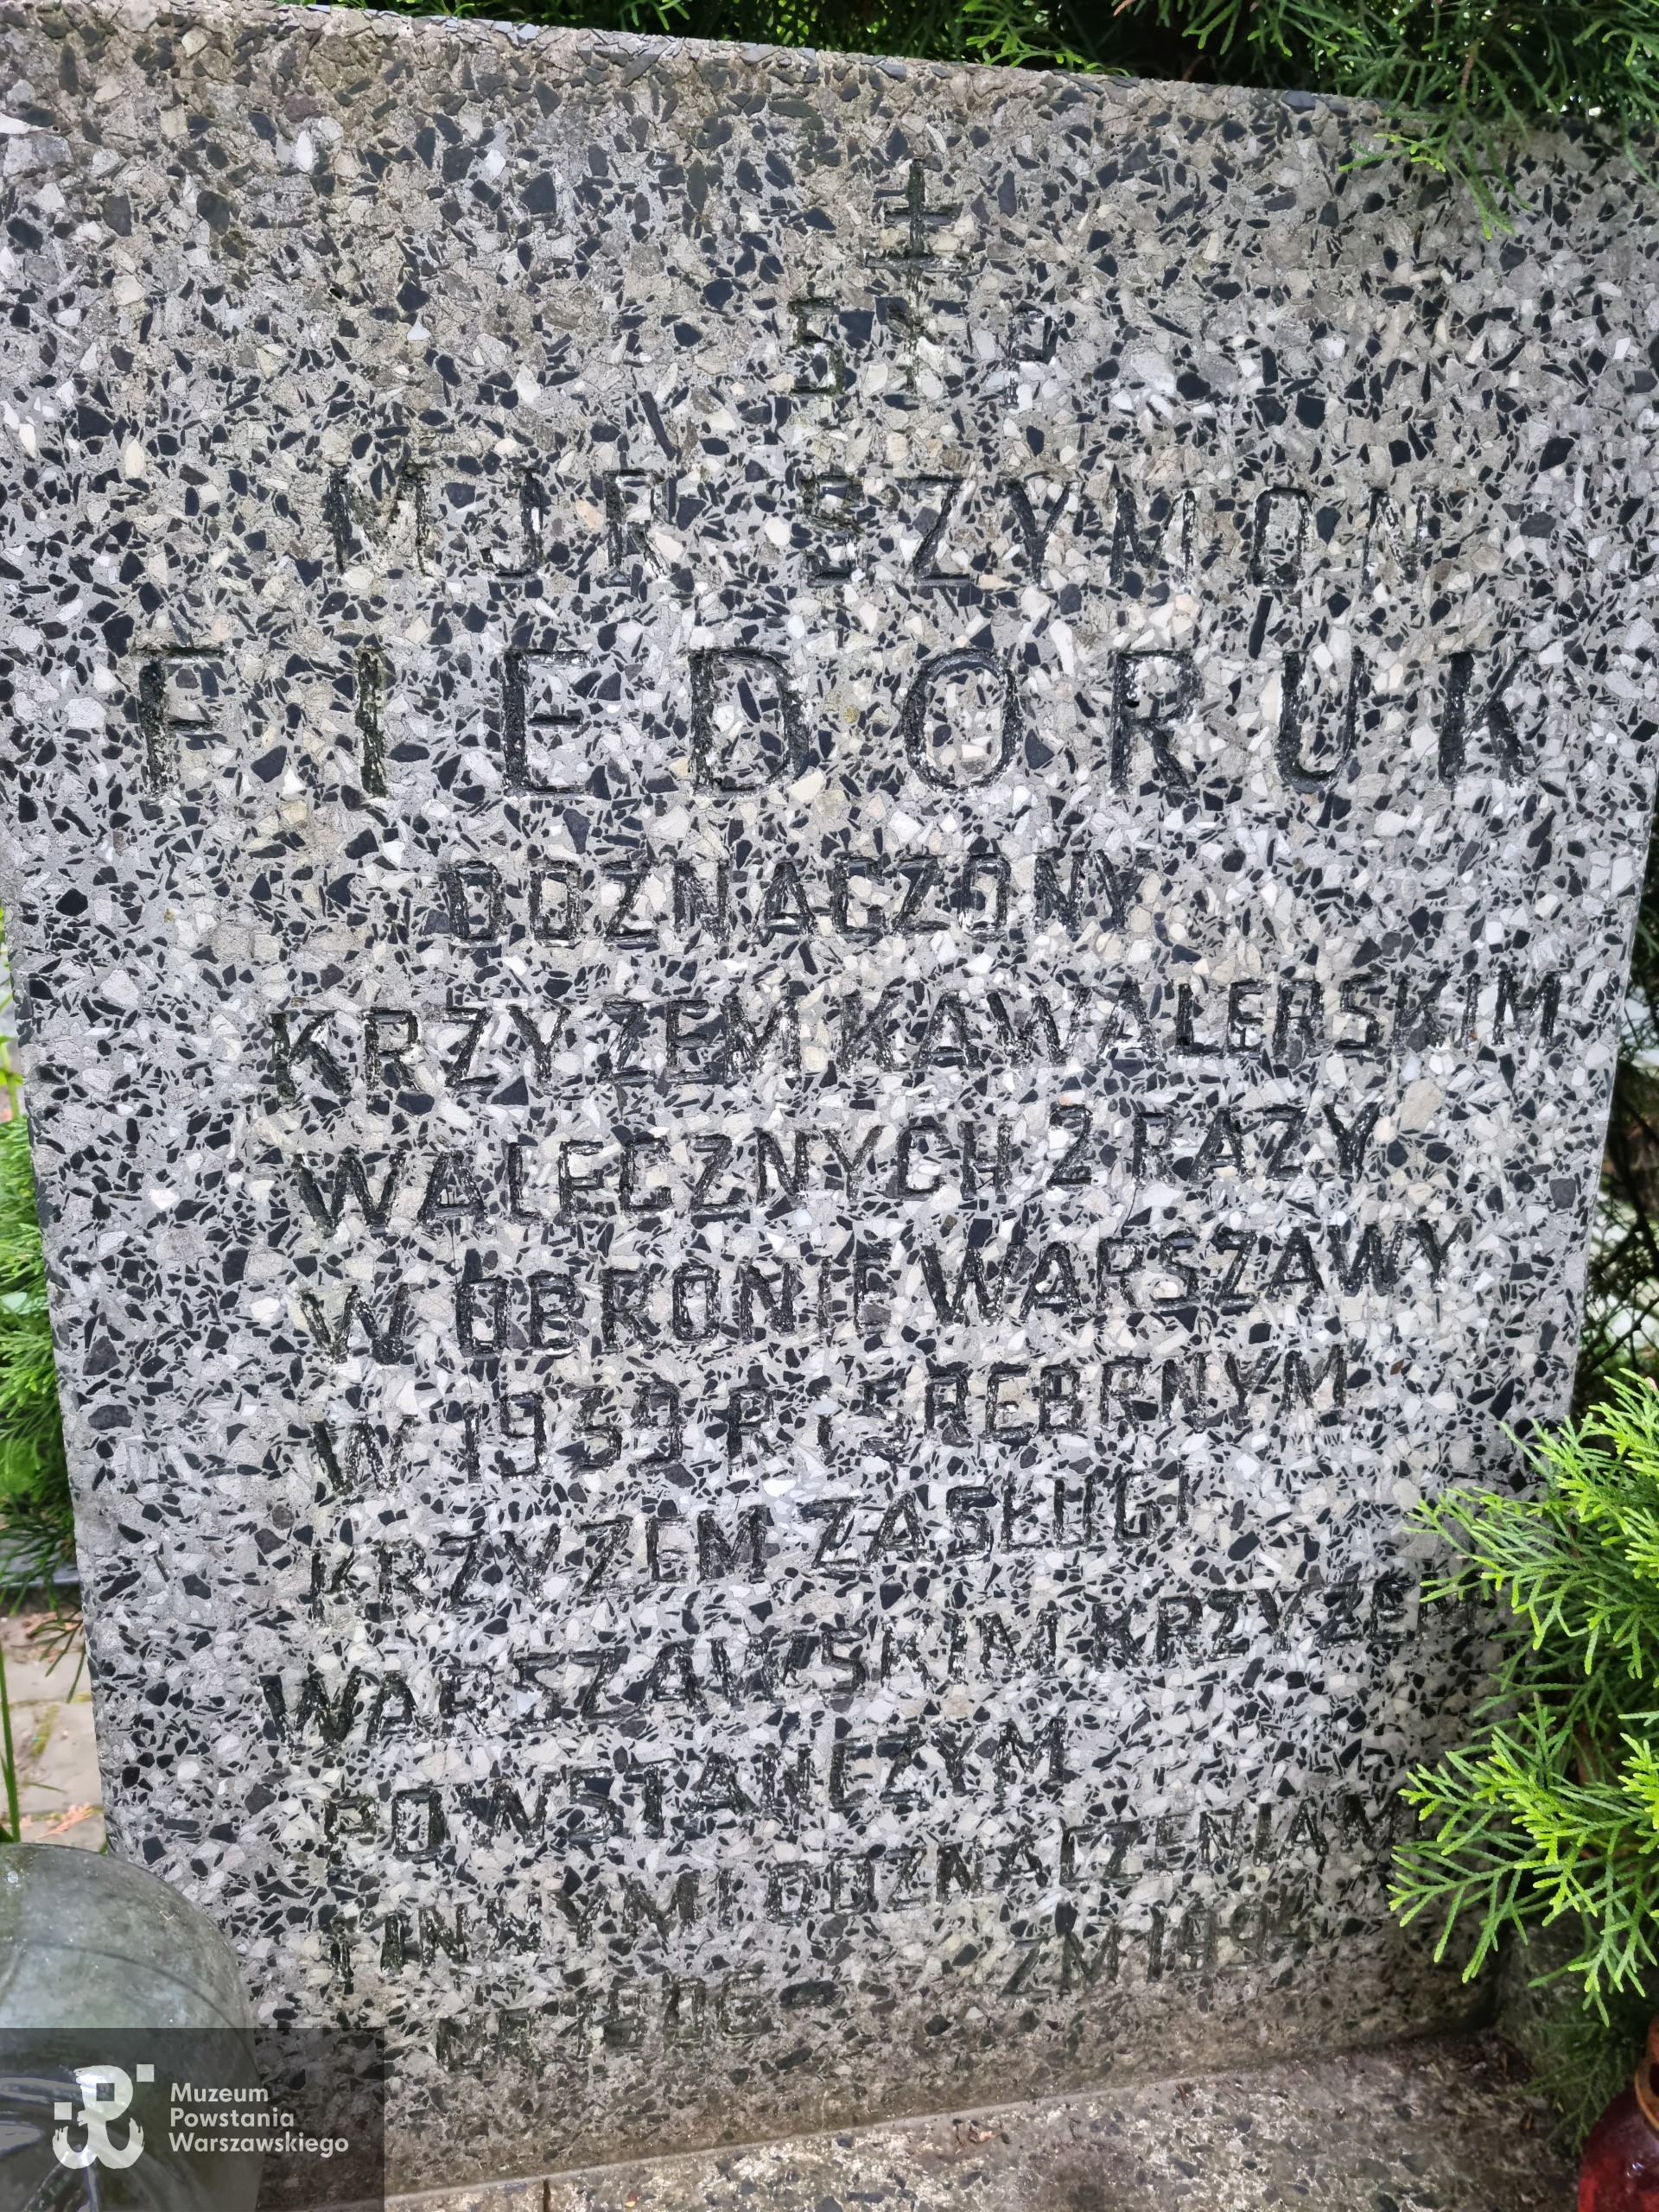 Ś P
MJR SZYMON
FIEDORUK
ODZNACZONY
KRZYŻEM KAWALERSKIM
WALECZNYCH 2 RAZY
W OBRONIE WARSZAWY
W 1939 R i SREBRNYM
KRZYŻEM ZASŁUGI
WARSZAWSKIM KRZYŻEM
POWSTAŃCZYM
I INNYMI ODZNACZENIAMI
Muzeum
Powstania
Warszawskiego